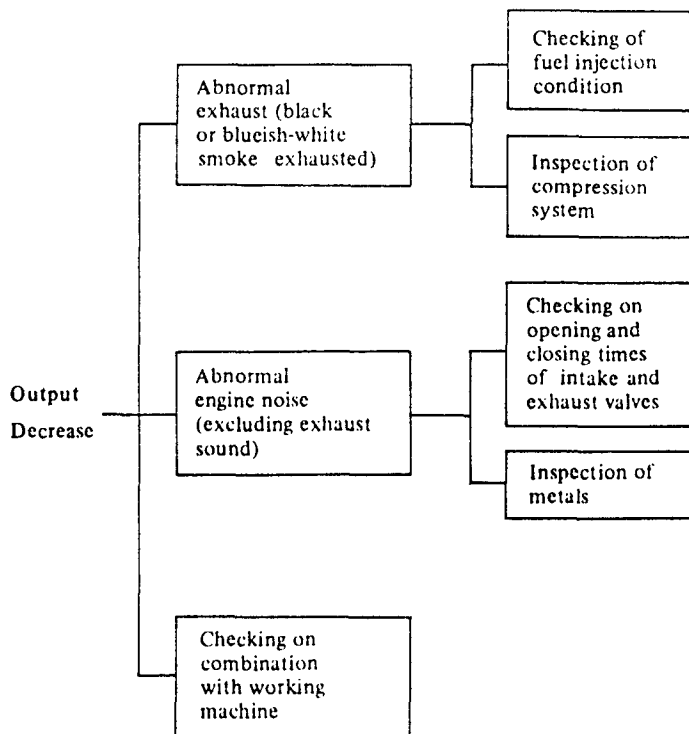 Output
Decrease
Abnormal
exhaust (black
or blueish-white
smoke exhausted)
Checking of
fuel injection
condition
Inspection of
compression
system
Abnormal
engine noise
(excluding exhaust
sound)
Checking on
opening and
closing times
of intake and
exhaust valves
Inspection of
metals
Checking on
combination
with working
machine